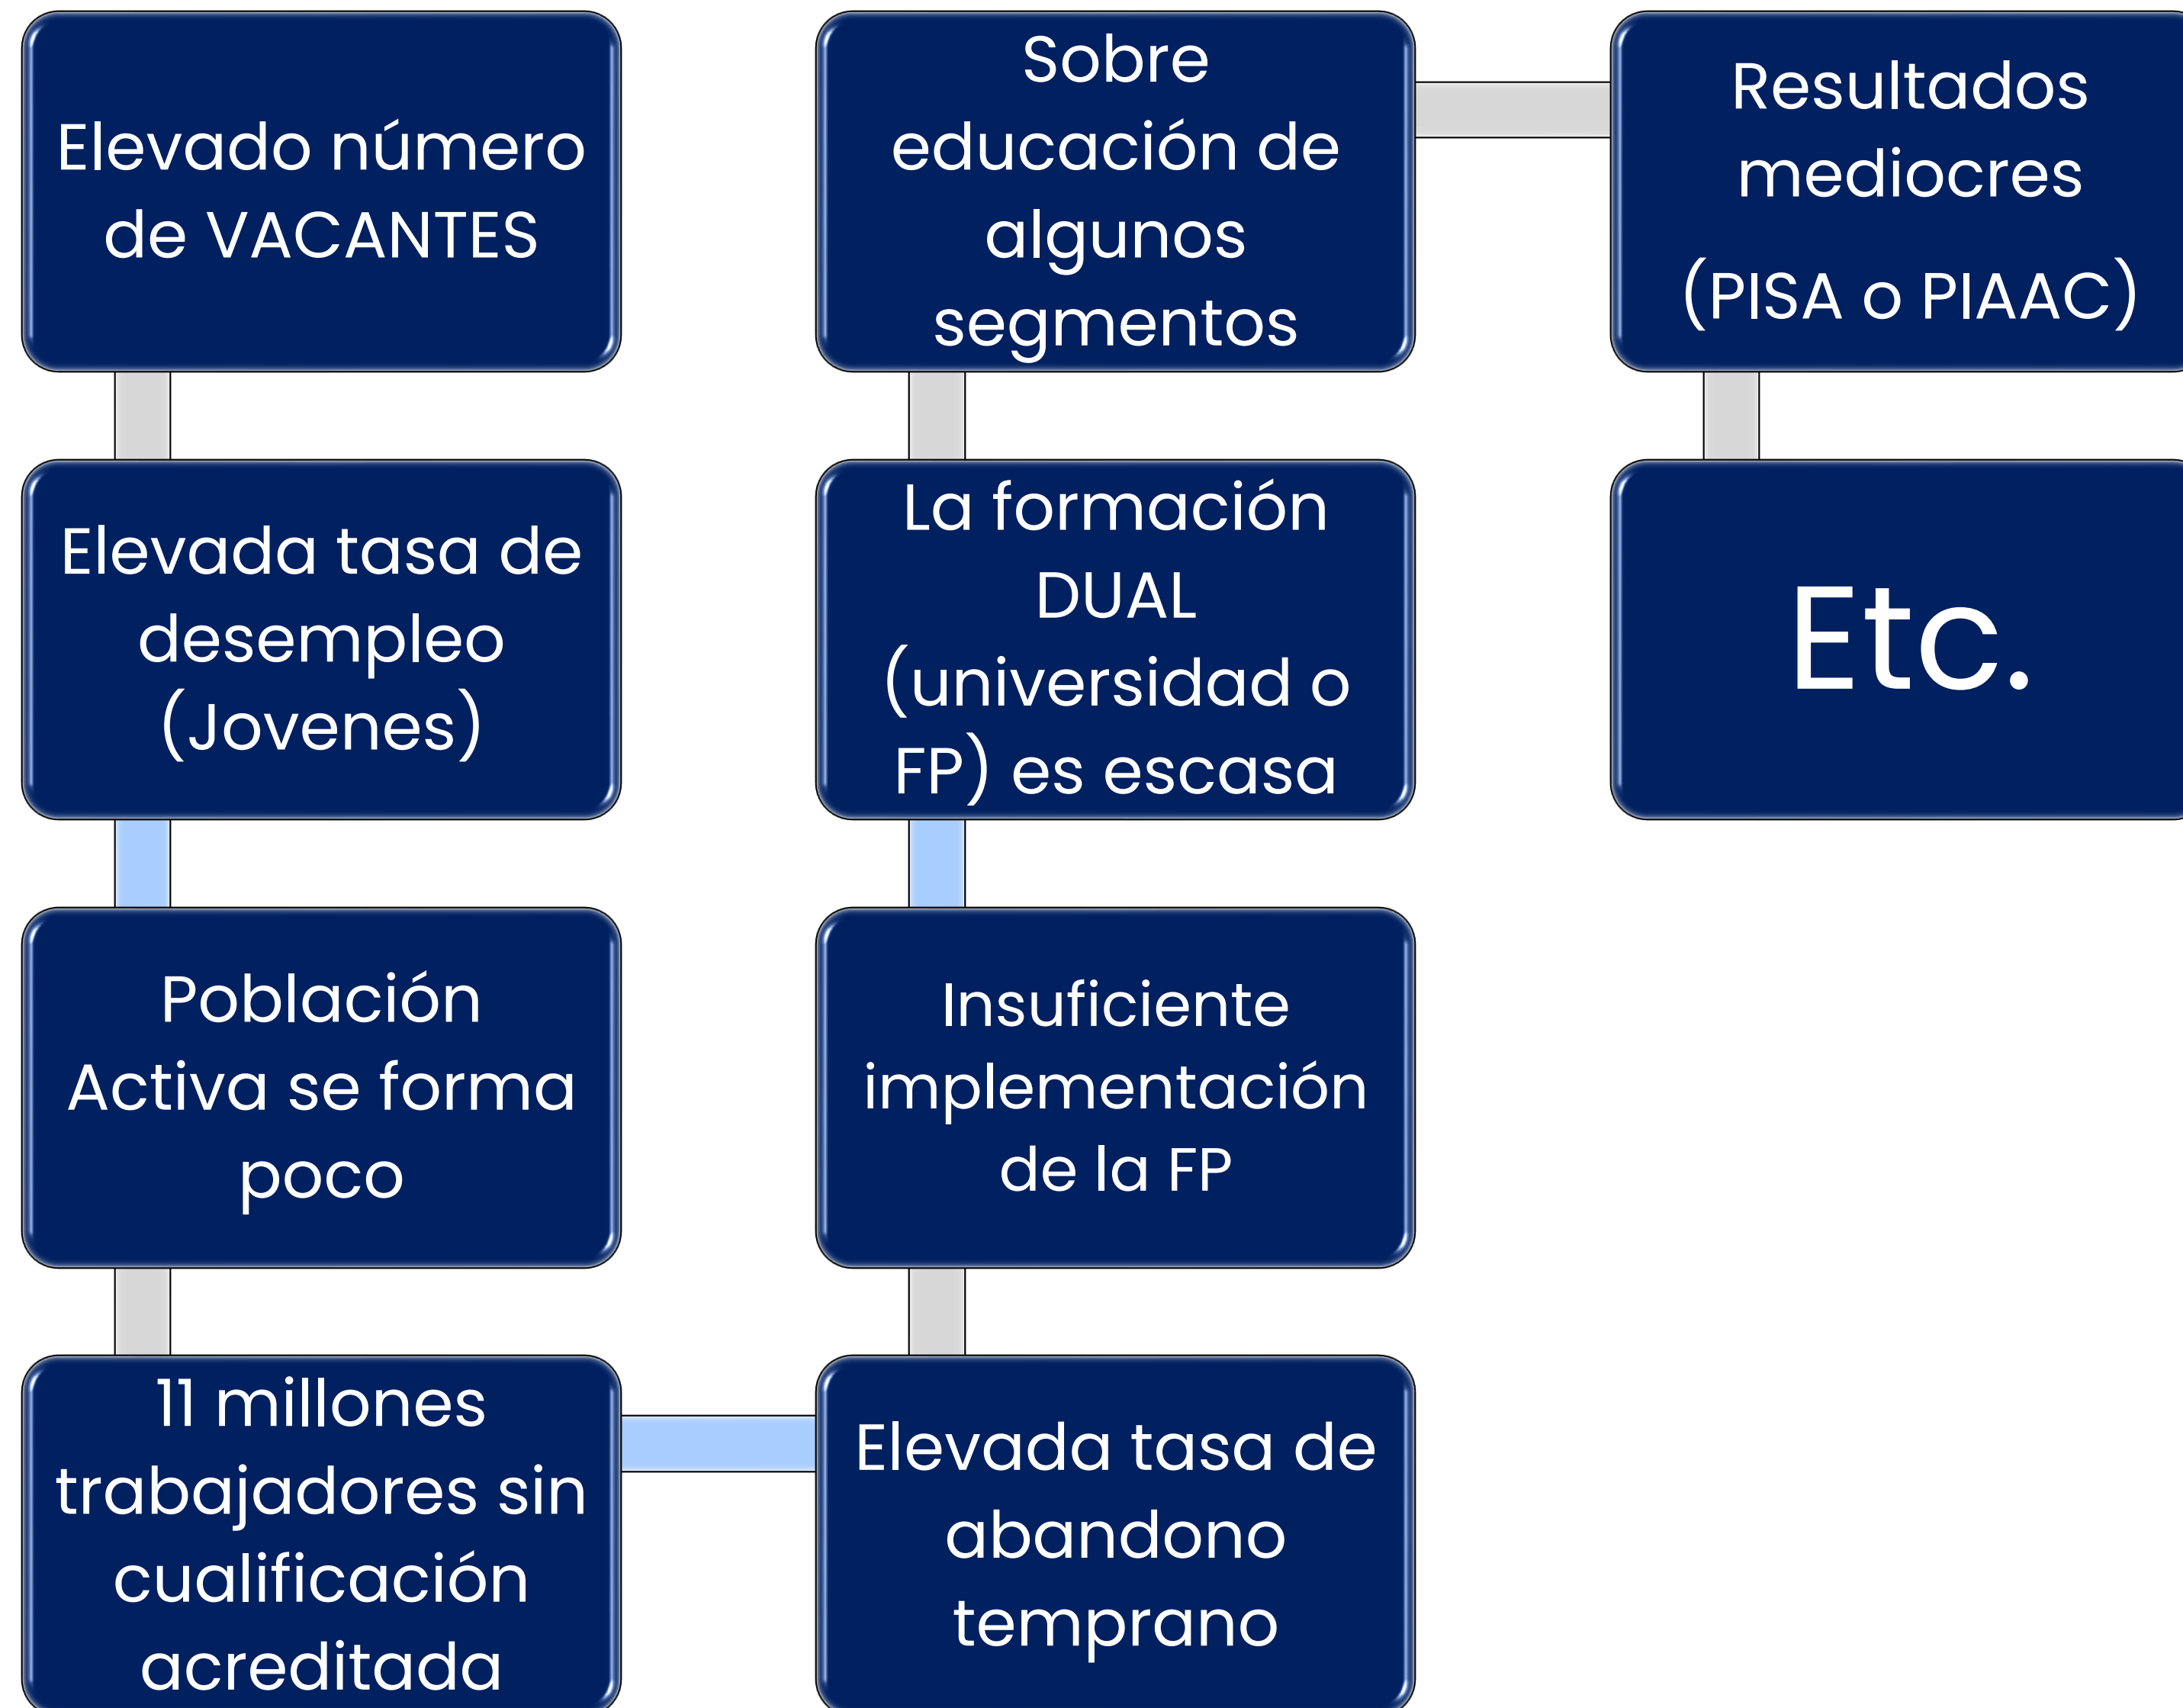 Elevado número
de VACANTES
Elevada tasa de
desempleo
(Jovenes)
Población
Activa se forma
poco
11 millones
trabajadores sin
cualificación
acreditada
Elevada tasa de
abandono
temprano
Insuficiente
implementación
de la FP
La formación
DUAL
(universidad o
FP) es escasa
Sobre
educación de
algunos
segmentos
Resultados
mediocres
(PISA o PIAAC)
Etc.